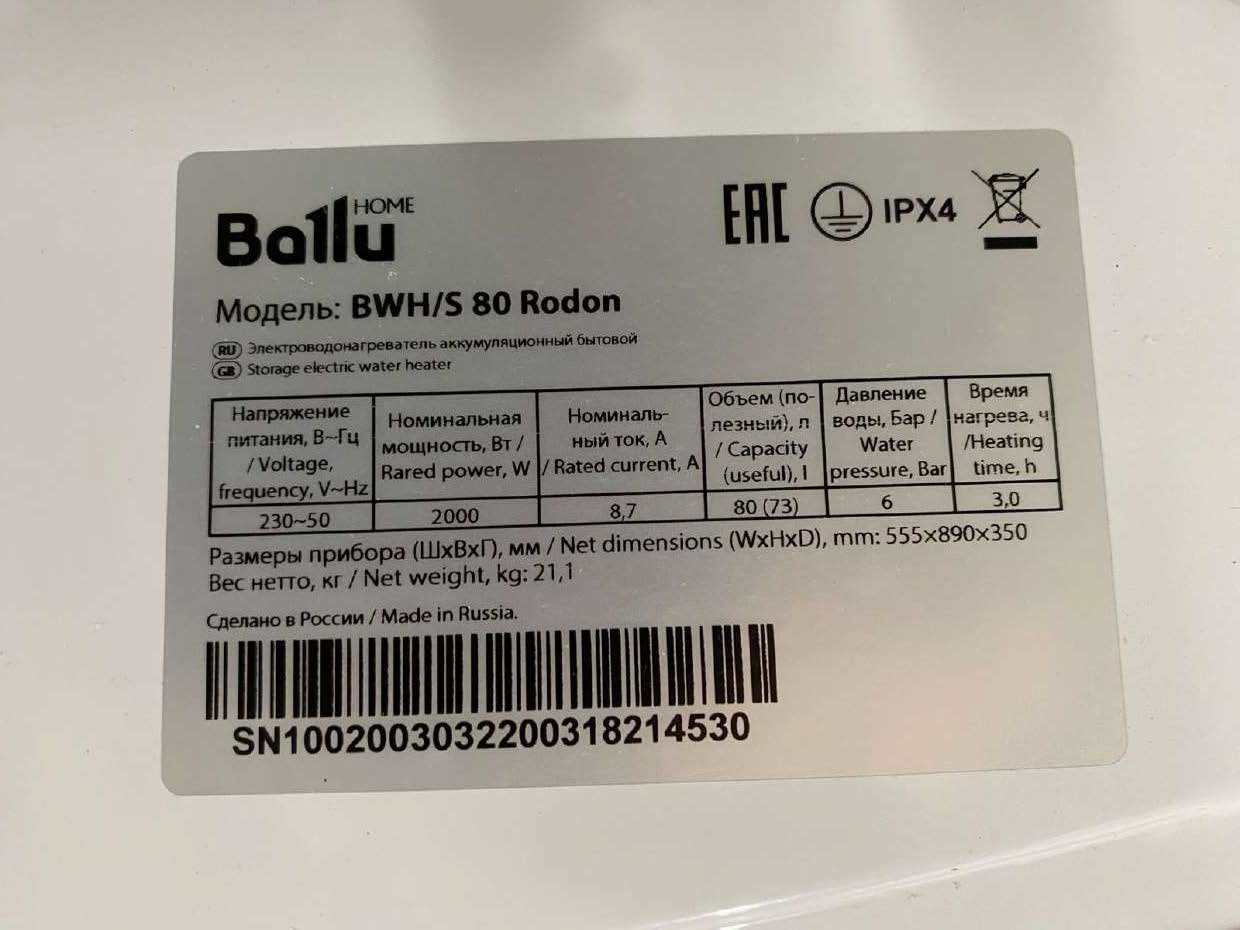 Ballu HOME
EAC IPX4
Модель: BWH/S 80 Rodon
RU Электроводонагреватель аккумуляционный бытовой
GB Storage electric water heater
Напряжение питания, В~Гц / Voltage, frequency, V~Hz
Номинальная мощность, Вт / Rared power, W
Номиналь-ный ток, А / Rated current, A
Объем (по-лезный), л / Capacity (useful), l
Давление воды, Бар / Water pressure, Bar
Время нагрева, ч /Heating time, h
230~50 2000 8,7 80 (73) 6 3,0
Размеры прибора (ШхВхГ), мм / Net dimensions (WxHxD), mm: 555×890×350
Вес нетто, кг / Net weight, kg: 21,1
Сделано в России / Made in Russia.
SN1002003032200318214530